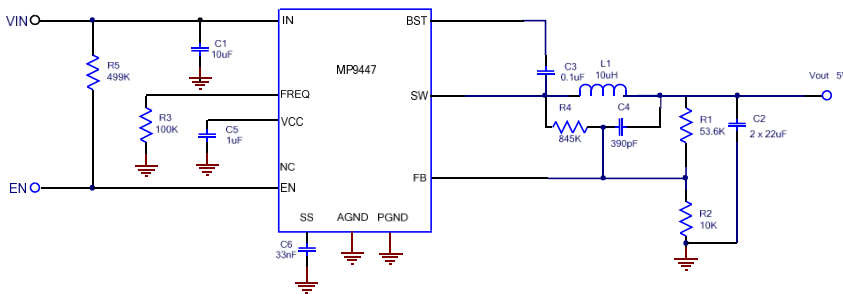 VIN
R5
499K
EN
C1
10uF
R3
100K
C5
1uF
IN
MP9447
FREQ
VCC
NC
EN
SS
AGND
PGND
BST
SW
FB
C6
33nF
C3
0.1uF
L1
10uH
R4
845K
C4
390pF
R1
53.6K
C2
2 x 22uF
R2
10K
Vout 5